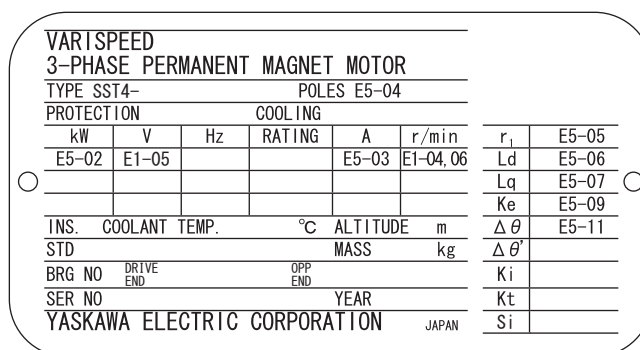 VARISPEED
3-PHASE PERMANENT MAGNET MOTOR
TYPE SST4- POLES E5-04
PROTECTION COOLING
kW V Hz RATING A r/min r1 E5-05
E5-02 E1-05 E5-03 E1-04,06 Ld E5-06
Lq E5-07
Ke E5-09
INS. COOLANT TEMP. °C ALTITUDE m Δθ E5-11
STD MASS kg Δθ'
BRG NO DRIVE END OPP END Ki
SER NO YEAR Kt
YASKAWA ELECTRIC CORPORATION JAPAN Si